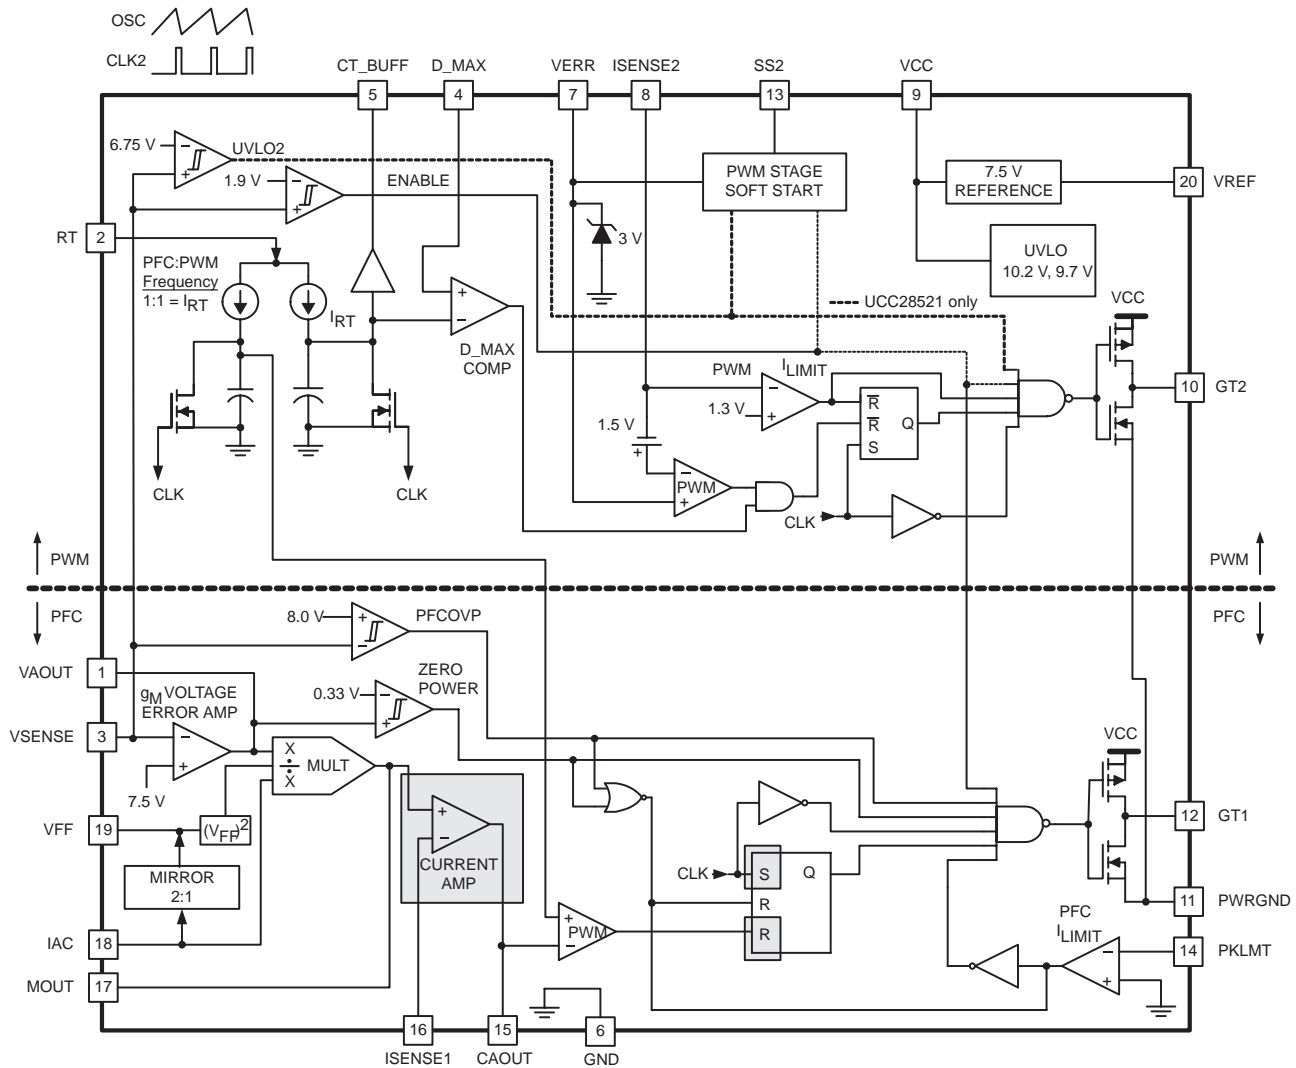 OSC
CLK2
CT_BUFF
D_MAX
VERR
ISENSE2
SS2
VCC
5
4
7
8
13
9
6.75 V
−
+
UVLO2
1.9 V
−
+
ENABLE
PWM STAGE
SOFT START
7.5 V
REFERENCE
20
VREF
RT
2
3 V
UVLO
10.2 V, 9.7 V
PFC:PWM
Frequency
1:1 = IRT
IRT
+
−
D_MAX
COMP
UCC28521 only
VCC
PWM
ILIMIT
−
+
1.3 V
1.5 V
+
R
R
S
Q
10
GT2
−
+
PWM
CLK
CLK
CLK
PWM
PWM
PFC
PFC
8.0 V
+
−
PFCOVP
VAOUT
1
ZERO
POWER
0.33 V
−
+
gM VOLTAGE
ERROR AMP
VSENSE
3
−
+
7.5 V
X
÷
X
MULT
VCC
VFF
19
(VFF)2
+
−
CURRENT
AMP
12
GT1
MIRROR
2:1
CLK
S
Q
R
R
11
PWRGND
+
−
PWM
PFC
ILIMIT
−
+
14
PKLMT
IAC
18
MOUT
17
16
15
6
ISENSE1
CAOUT
GND